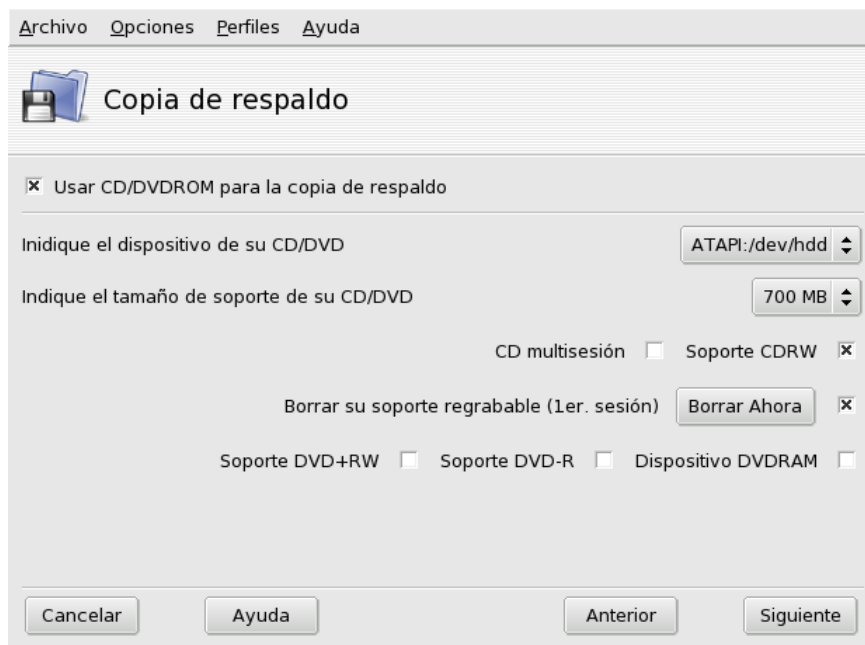 Archivo Opciones Perfiles Ayuda
Copia de respaldo
Usar CD/DVDROM para la copia de respaldo
Inidique el dispositivo de su CD/DVD ATAPI:/dev/hdd
Indique el tamaño de soporte de su CD/DVD 700 MB
CD multisesión Soporte CDRW
Borrar su soporte regrabable (1er. sesión) Borrar Ahora
Soporte DVD+RW Soporte DVD-R Dispositivo DVDRAM
Cancelar Ayuda Anterior Siguiente